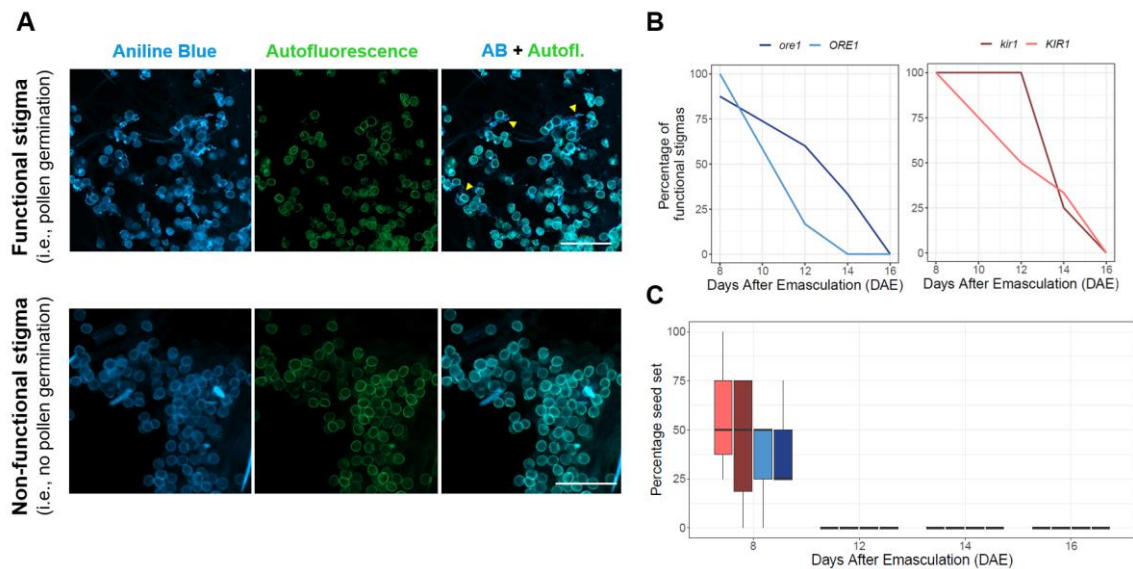 A
Aniline Blue
Autofluorescence
AB + Autofl.
Functional stigma
(i.e., pollen germination)
Non-functional stigma
(i.e., no pollen germination)
B
ore1
ORE1
kir1
KIR1
Percentage of
functional stigmas
100
75
50
25
0
8
10
12
14
16
Days After Emasculation (DAE)
100
75
50
25
0
8
10
12
14
16
Days After Emasculation (DAE)
C
Percentage seed set
100
75
50
25
0
8
12
14
16
Days After Emasculation (DAE)